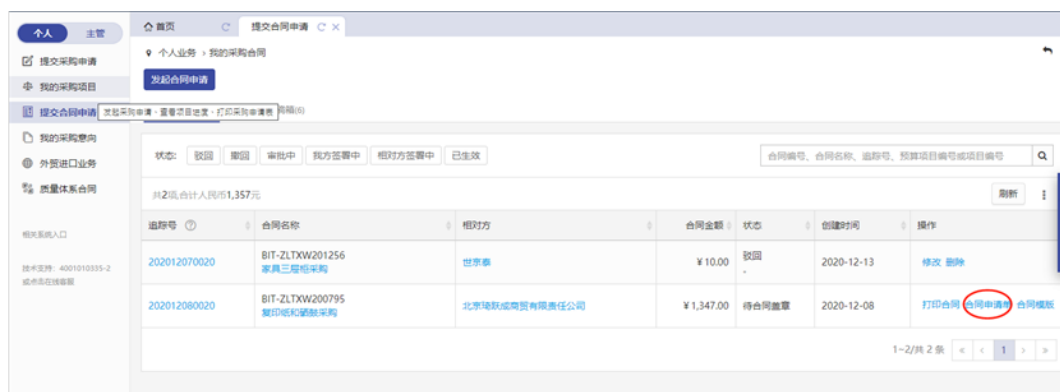 个人 主管
首页
提交合同申请
个人业务 › 我的采购合同
提交采购申请
我的采购项目
提交合同申请
我的采购意向
外贸进口业务
质量体系合同
相关系统入口
技术支持：4001010335-2
或点击在线客服
发起合同申请
发起采购申请、查看项目进度、打印采购申请表
稿箱(6)
状态: 驳回 撤回 审批中 我方签署中 相对方签署中 已生效
合同编号、合同名称、追踪号、预算项目编号或项目编号
共2项,合计人民币1,357元
刷新
追踪号 合同名称 相对方 合同金额 状态 创建时间 操作
202012070020 BIT-ZLTXW201256 世京泰 ¥10.00 驳回 2020-12-13 修改 删除
家具三层柜采购 -
202012080020 BIT-ZLTXW200795 北京琦跃成商贸有限责任公司 ¥1,347.00 待合同盖章 2020-12-08 打印合同 合同申请单 合同模版
复印纸和硒鼓采购
1~2/共 2 条 « ‹ 1 › »